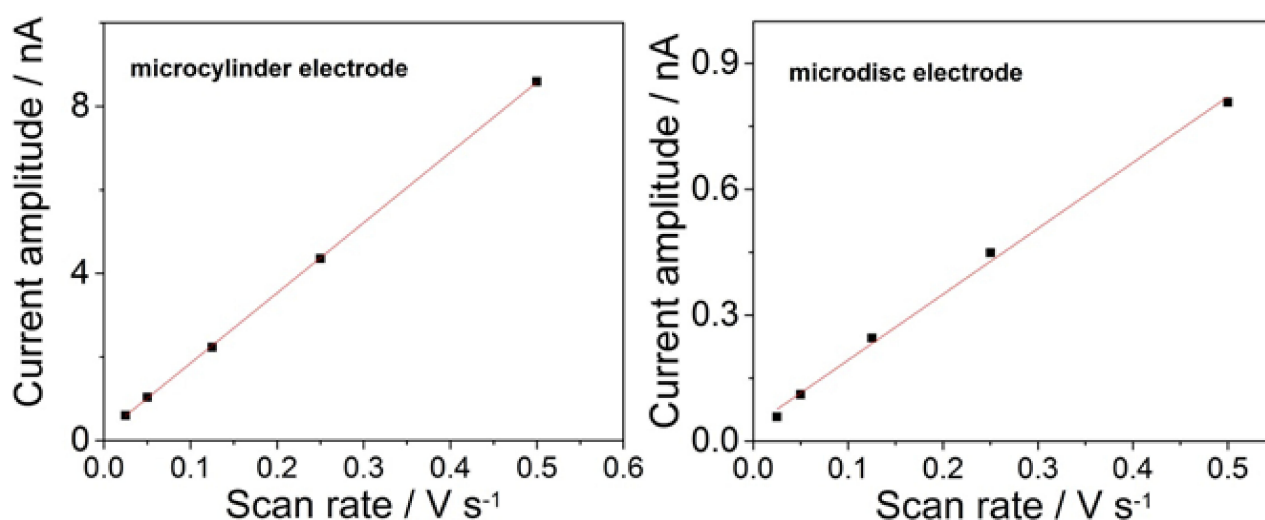 microcylinder electrode
Current amplitude / nA
8
4
0
0.0 0.1 0.2 0.3 0.4 0.5 0.6
Scan rate / V s⁻¹
microdisc electrode
Current amplitude / nA
0.9
0.6
0.3
0.0
0.0 0.1 0.2 0.3 0.4 0.5
Scan rate / V s⁻¹